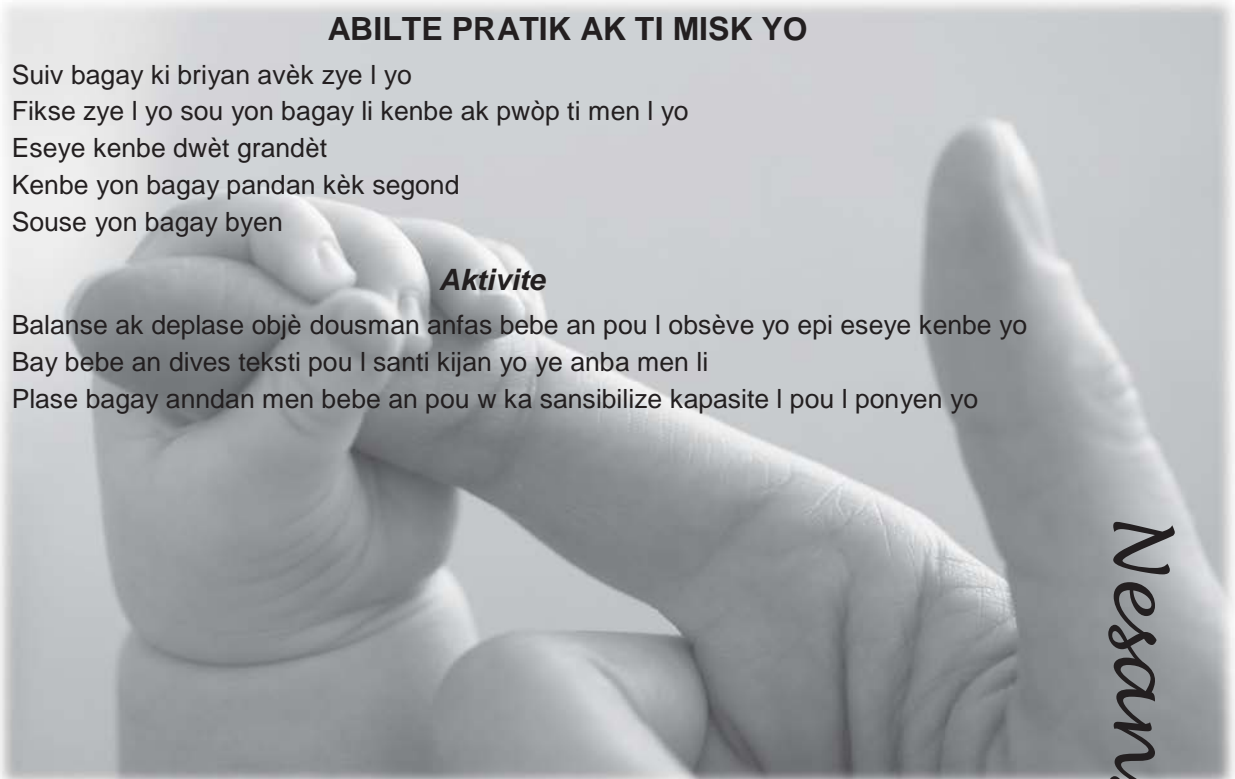 ABILTE PRATIK AK TI MISK YO
Suiv bagay ki briyan avèk zye l yo
Fikse zye l yo sou yon bagay li kenbe ak pwòp ti men l yo
Eseye kenbe dwèt grandèt
Kenbe yon bagay pandan kèk segond
Souse yon bagay byen
Aktivite
Balanse ak deplase objè dousman anfas bebe an pou l obsève yo epi eseye kenbe yo
Bay bebe an dives teksti pou l santi kijan yo ye anba men li
Plase bagay anndan men bebe an pou w ka sansibilize kapasite l pou l ponyen yo